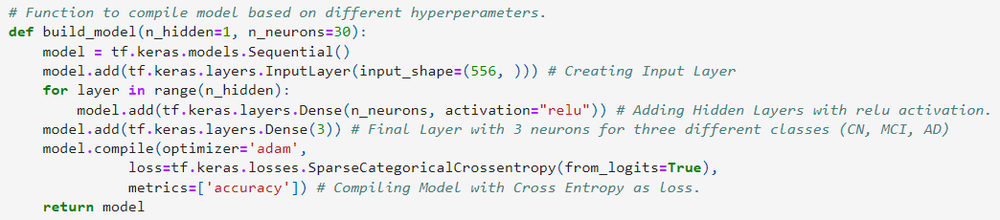 # Function to compile model based on different hyperperameters.
def build_model(n_hidden=1, n_neurons=30):
    model = tf.keras.models.Sequential()
    model.add(tf.keras.layers.InputLayer(input_shape=(556, ))) # Creating Input Layer
    for layer in range(n_hidden):
        model.add(tf.keras.layers.Dense(n_neurons, activation="relu")) # Adding Hidden Layers with relu activation.
    model.add(tf.keras.layers.Dense(3)) # Final Layer with 3 neurons for three different classes (CN, MCI, AD)
    model.compile(optimizer='adam',
              loss=tf.keras.losses.SparseCategoricalCrossentropy(from_logits=True),
              metrics=['accuracy']) # Compiling Model with Cross Entropy as loss.
    return model